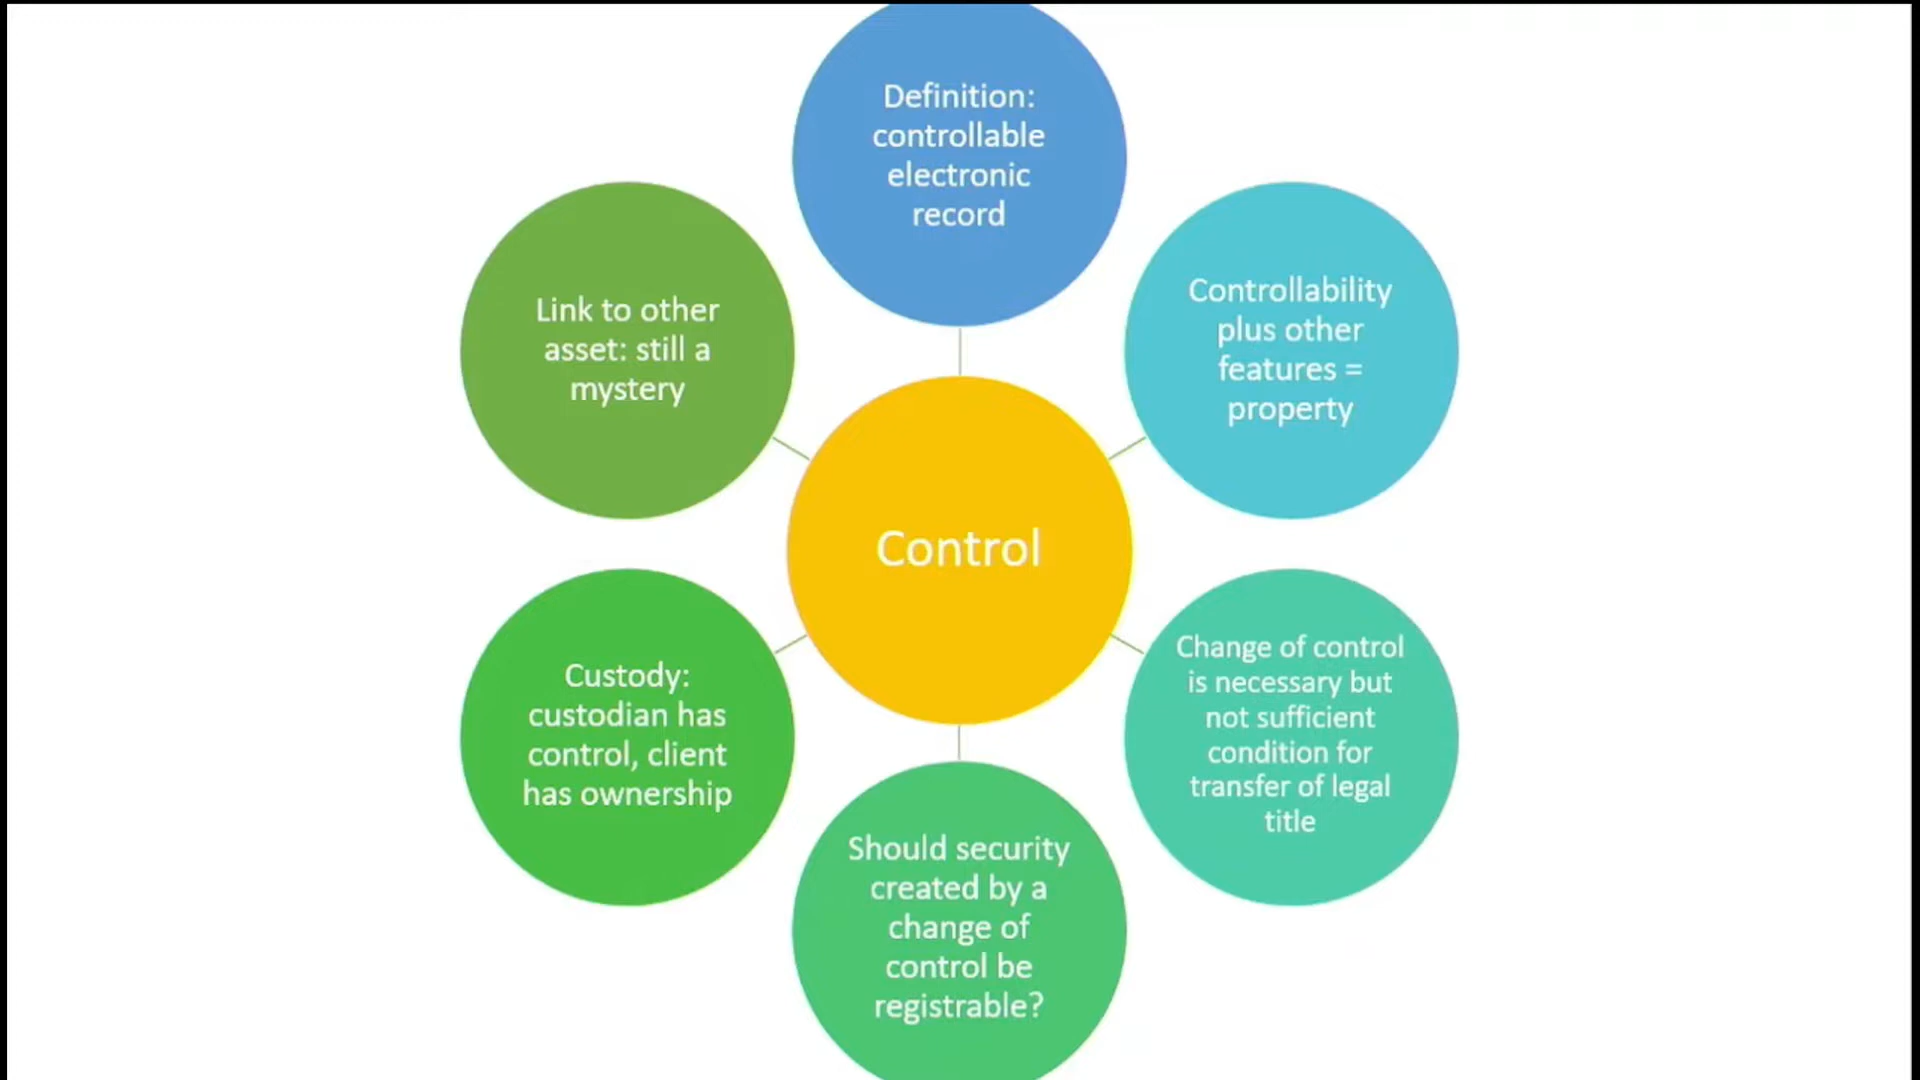 Definition:
controllable
electronic
record
Controllability
plus other
features =
property
Change of control
is necessary but
not sufficient
condition for
transfer of legal
title
Should security
created by a
change of
control be
registrable?
Custody:
custodian has
control, client
has ownership
Link to other
asset: still a
mystery
Control